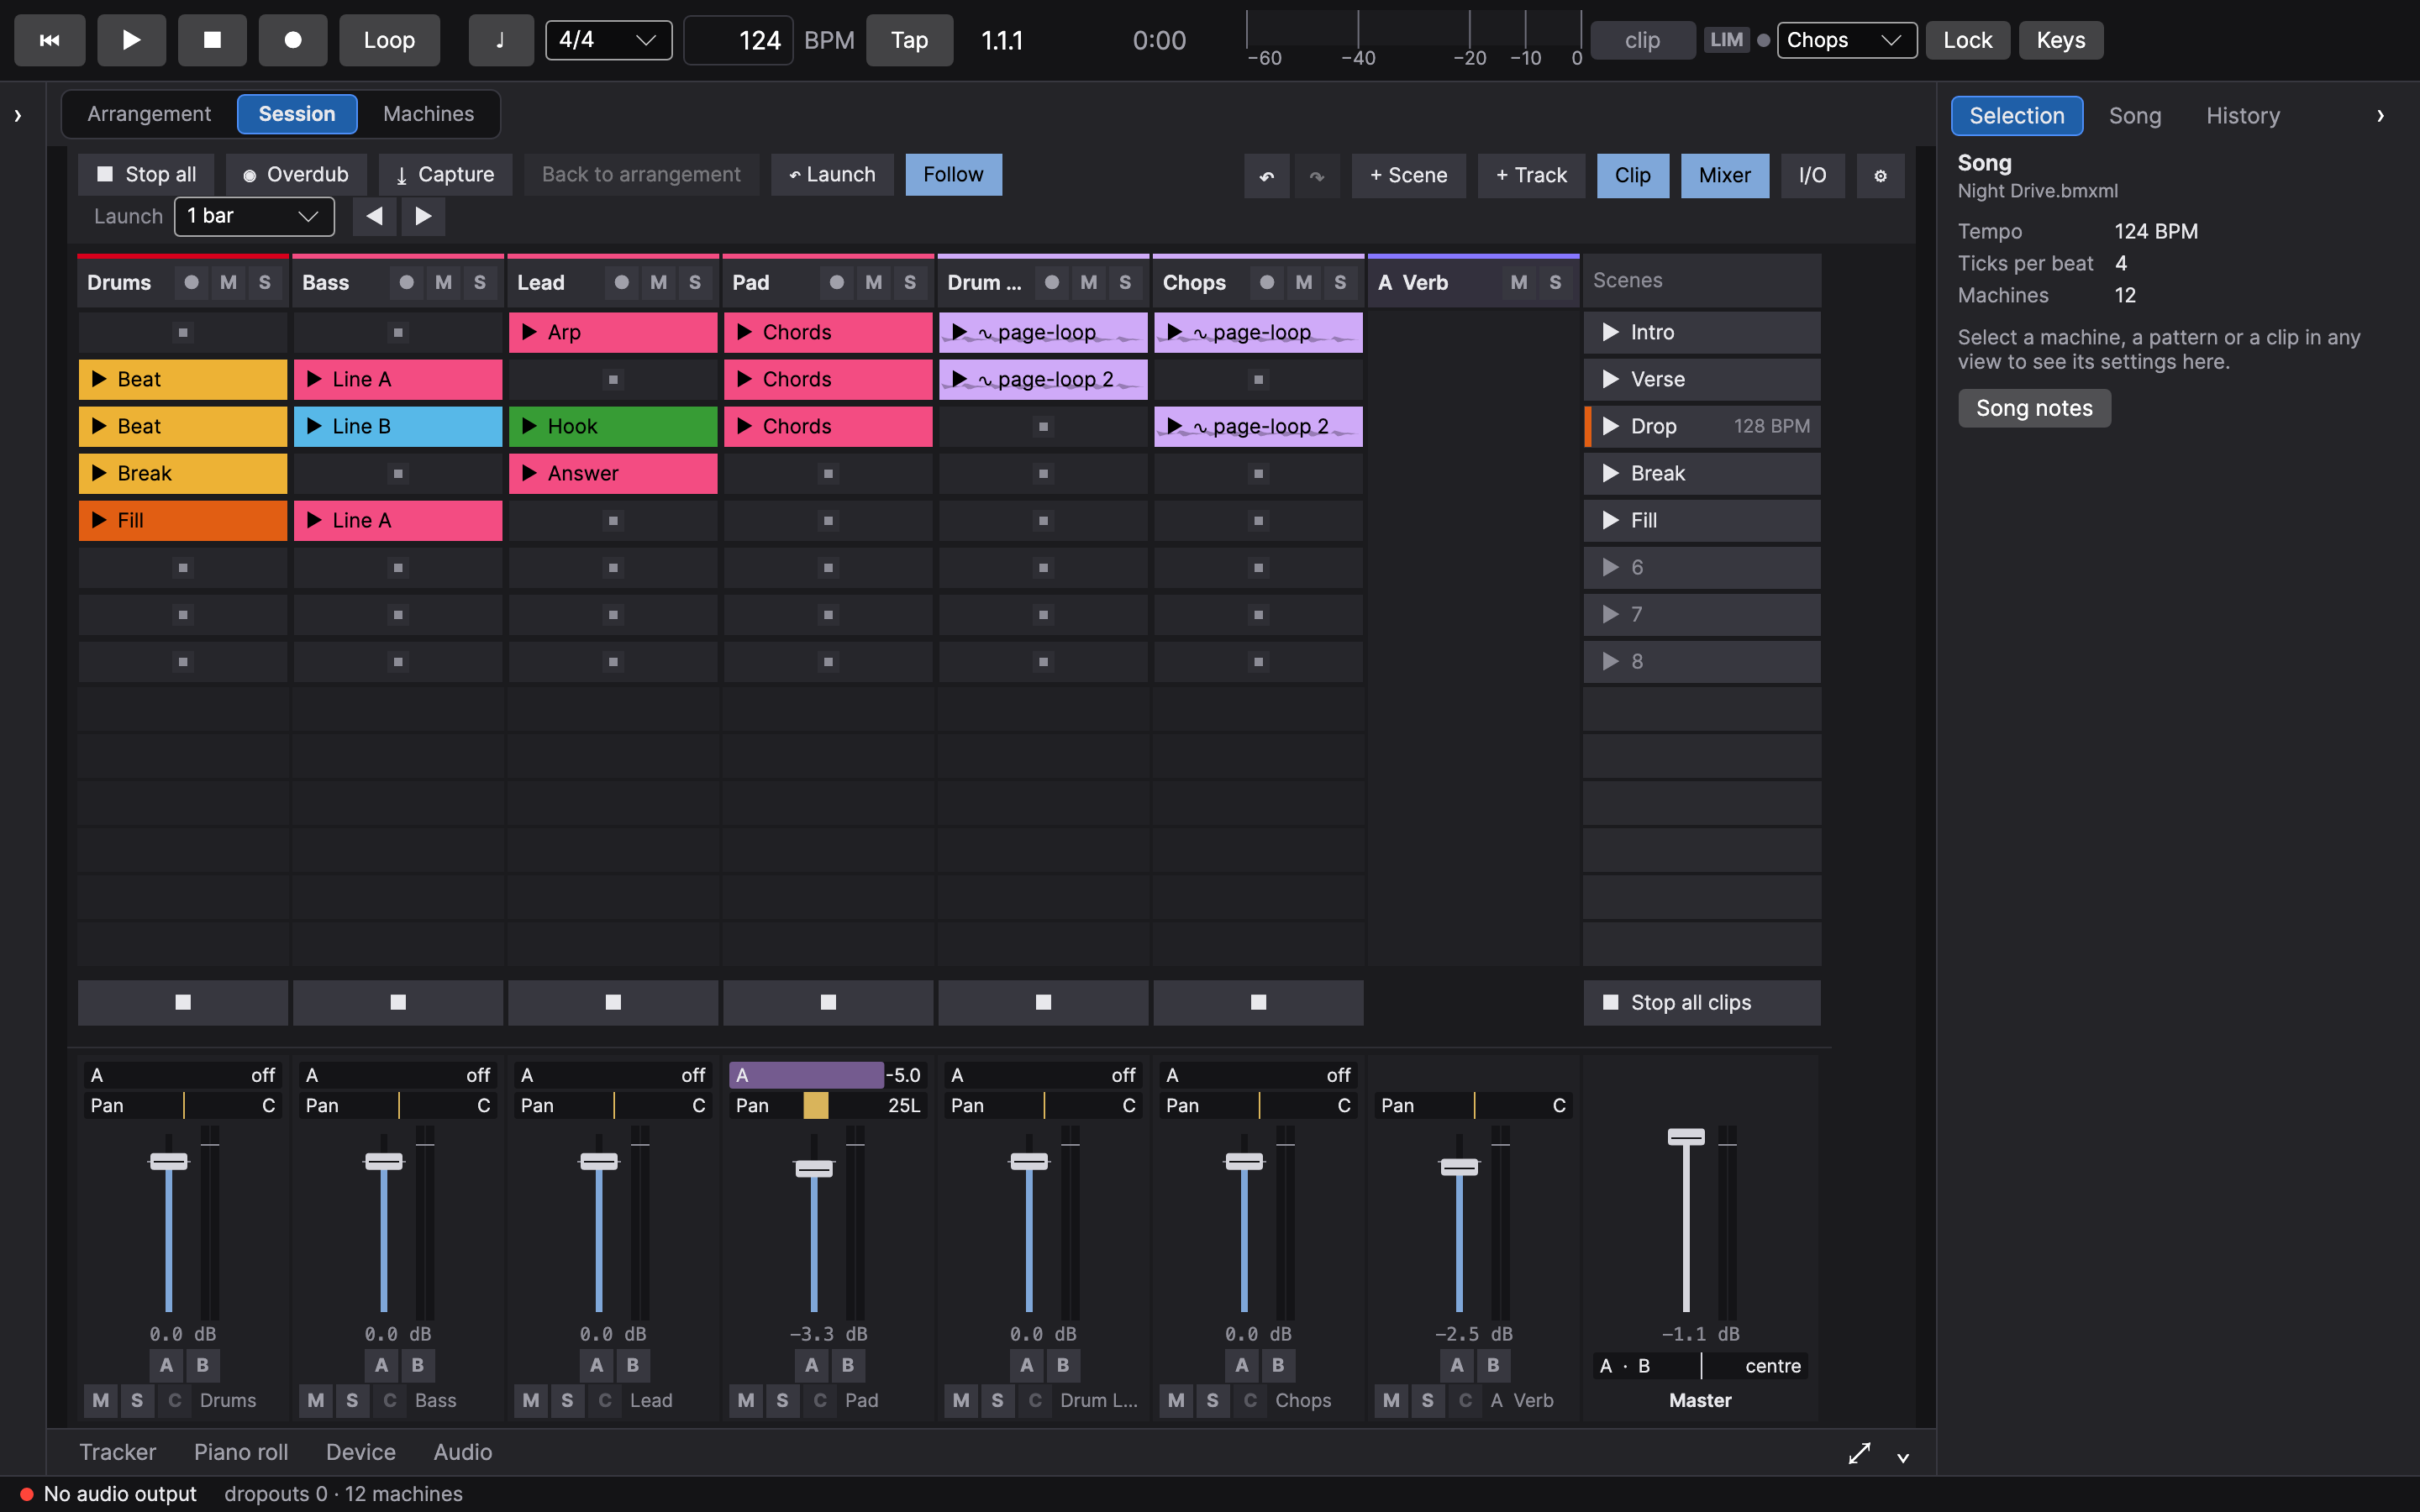 Loop 4/4 124 BPM Tap 1.1.1 0:00 −60 −40 −20 −10 0 clip LIM Chops Lock Keys
Arrangement Session Machines
Selection Song History
Stop all Overdub Capture Back to arrangement Launch Follow + Scene + Track Clip Mixer I/O
Launch 1 bar
Song
Night Drive.bmxml
Tempo 124 BPM
Ticks per beat 4
Machines 12
Select a machine, a pattern or a clip in any
view to see its settings here.
Song notes
Drums M S Bass M S Lead M S Pad M S Drum ... M S Chops M S A Verb M S Scenes
Arp Chords page-loop page-loop Intro
Beat Line A Chords page-loop 2 Verse
Beat Line B Hook Chords page-loop 2 Drop 128 BPM
Break Answer Break
Fill Line A Fill
6
7
8
Stop all clips
A off A off A off A -5.0 A off A off
Pan C Pan C Pan C Pan 25L Pan C Pan C Pan C
0.0 dB 0.0 dB 0.0 dB −3.3 dB 0.0 dB 0.0 dB −2.5 dB −1.1 dB
A B A B A B A B A B A B A B A · B centre
M S C Drums M S C Bass M S C Lead M S C Pad M S C Drum L... M S C Chops M S C A Verb Master
Tracker Piano roll Device Audio
No audio output dropouts 0 · 12 machines